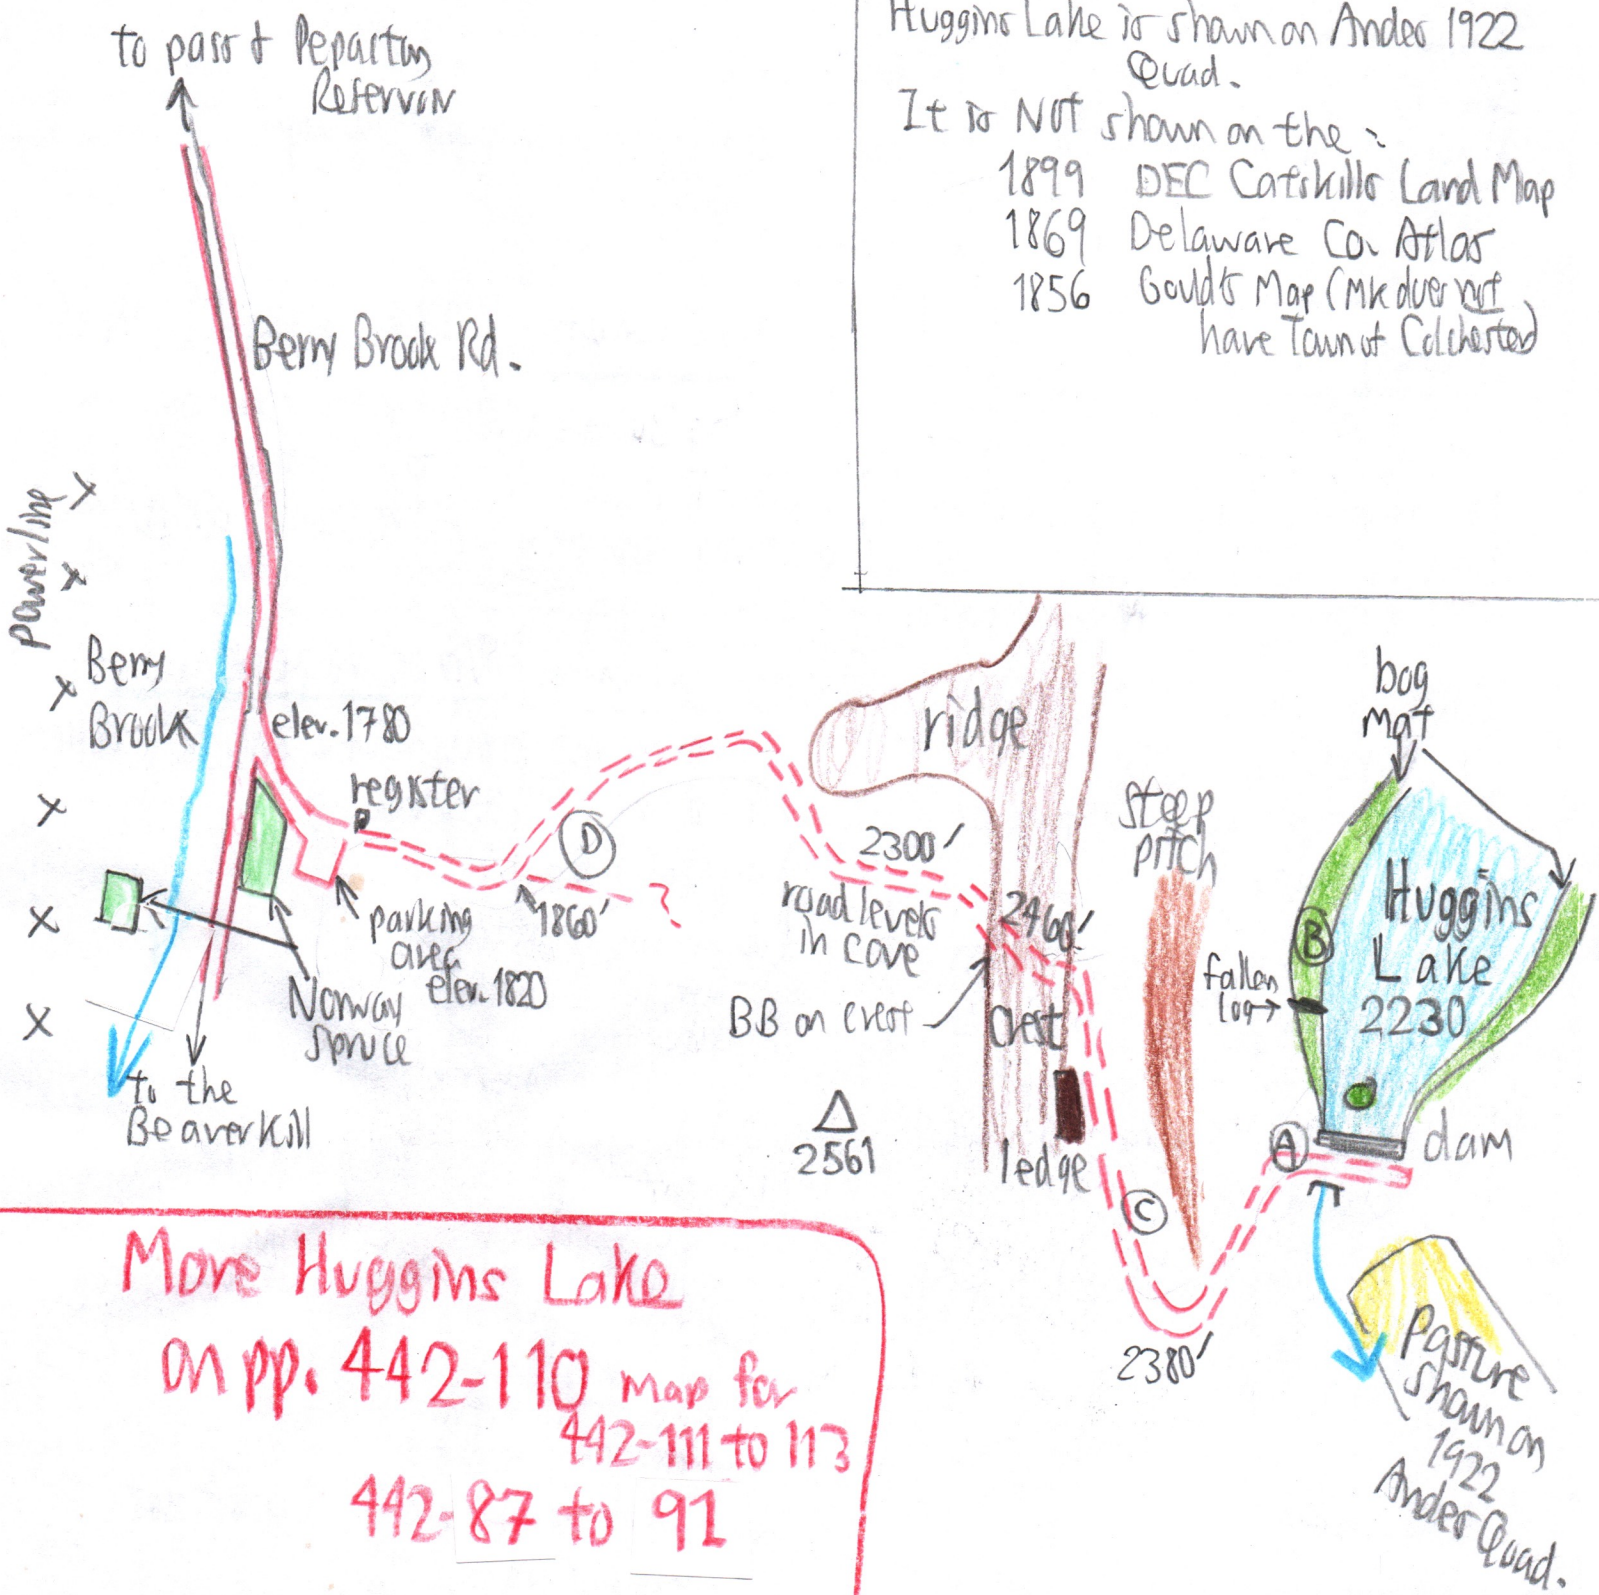 to pass & Pepacton
Reservoir
Huggins Lake is shown on Andes 1922
Quad.
It is NOT shown on the:
1899 DEC Catskills Land Map
1869 Delaware Co. Atlas
1856 Gould's Map (MK does not
have Town of Colchester)
Berry Brook Rd.
powerline
Berry
Brook
elev. 1780
register
D
1860'
?
parking
area
elev. 1820
Norway
spruce
to the
Beaverkill
ridge
2300'
road levels
in cove
2460'
BB on crest
crest
ledge
2561
steep
pitch
C
2380'
bog
mat
Huggins
Lake
2230
B
fallen
log
A
dam
pasture
shown on
1922
Andes Quad.
More Huggins Lake
on pp. 442-110 map for
442-111 to 113
442-87 to 91